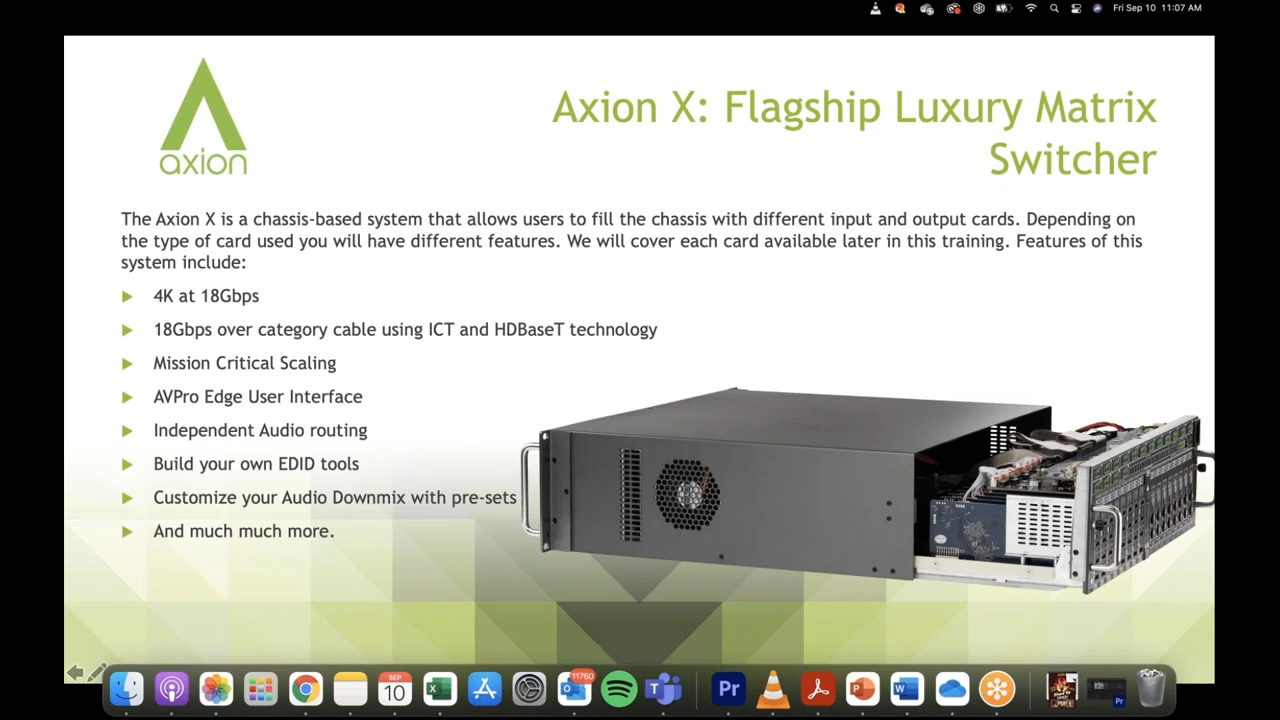 Fri Sep 10 11:07 AM
axion
Axion X: Flagship Luxury Matrix
Switcher
The Axion X is a chassis-based system that allows users to fill the chassis with different input and output cards. Depending on
the type of card used you will have different features. We will cover each card available later in this training. Features of this
system include:
4K at 18Gbps
18Gbps over category cable using ICT and HDBaseT technology
Mission Critical Scaling
AVPro Edge User Interface
Independent Audio routing
Build your own EDID tools
Customize your Audio Downmix with pre-sets
And much much more.
SEP
10
11760
Pr
Pr